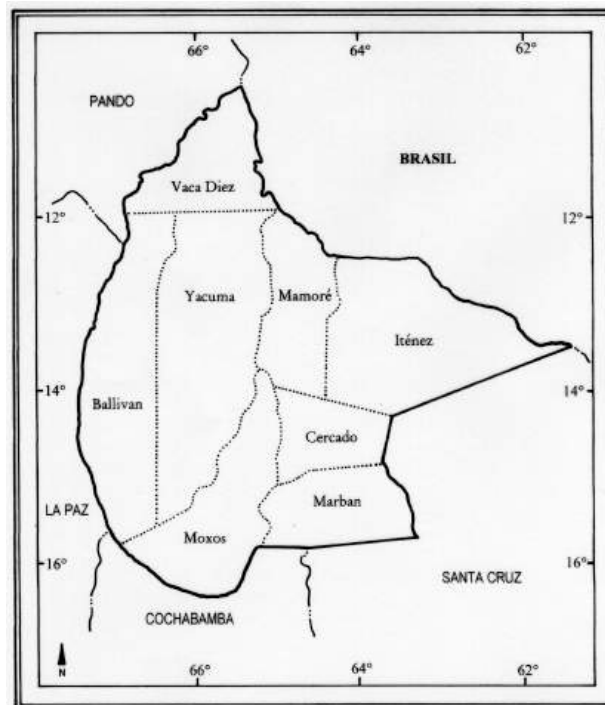 66° 64° 62°
PANDO
BRASIL
Vaca Diez
12° 12°
Yacuma Mamoré
Iténez
14° 14°
Ballivan
Cercado
Marban
LA PAZ
Moxos
16° 16°
SANTA CRUZ
COCHABAMBA
N
66° 64° 62°